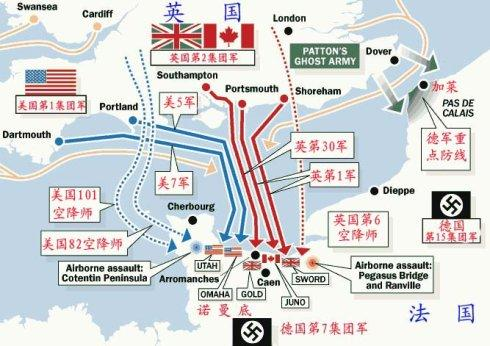 Swansea
Cardiff
英 国
London
英国第2集团军
PATTON'S
GHOST ARMY
Dover
美国第1集团军
Southampton
Portsmouth
Shoreham
加莱
PAS DE
CALAIS
Portland
美5军
Dartmouth
英第30军
德军重
点防线
美7军
英第1军
Dieppe
美国101
空降师
Cherbourg
英国第6
空降师
德国
第15集团军
美国82空降师
Airborne assault:
Cotentin Peninsula
UTAH
Arromanches
OMAHA
GOLD
Caen
JUNO
SWORD
Airborne assault:
Pegasus Bridge
and Ranville
诺曼底
法 国
德国第7集团军